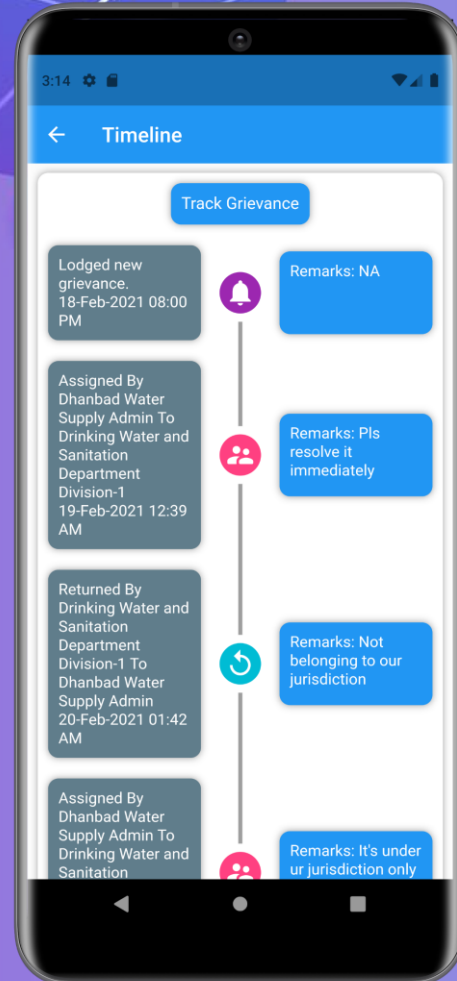 3:14
Timeline
Track Grievance
Lodged new
grievance.
18-Feb-2021 08:00
PM
Remarks: NA
Assigned By
Dhanbad Water
Supply Admin To
Drinking Water and
Sanitation
Department
Division-1
19-Feb-2021 12:39
AM
Remarks: Pls
resolve it
immediately
Returned By
Drinking Water and
Sanitation
Department
Division-1 To
Dhanbad Water
Supply Admin
20-Feb-2021 01:42
AM
Remarks: Not
belonging to our
jurisdiction
Assigned By
Dhanbad Water
Supply Admin To
Drinking Water and
Sanitation
Remarks: It's under
ur jurisdiction only